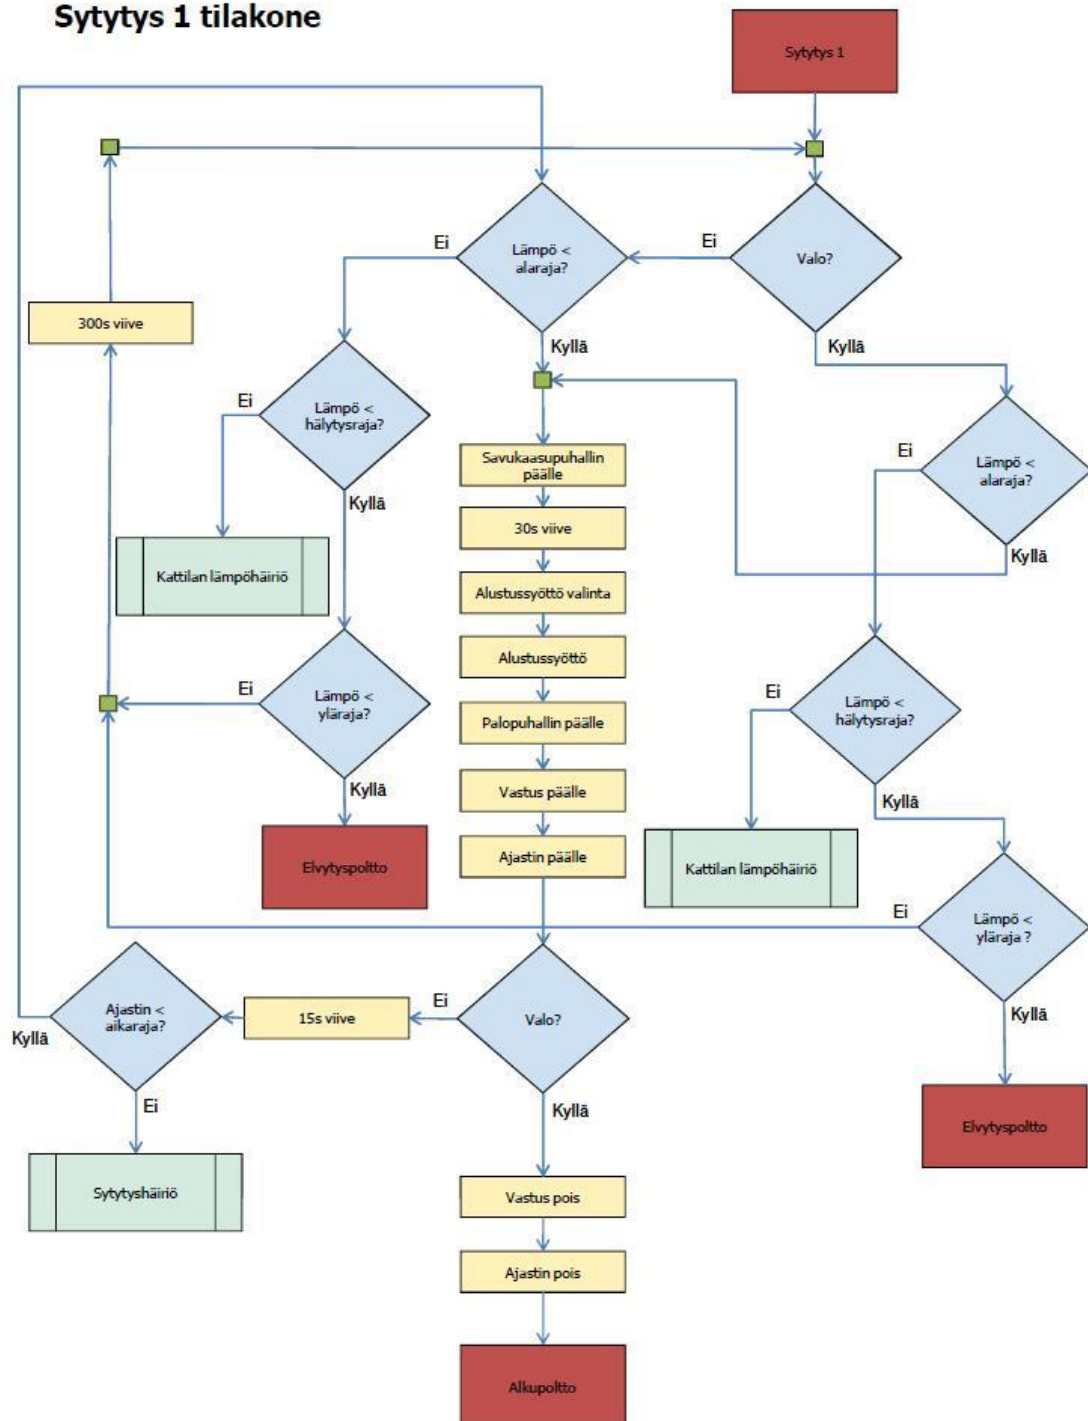 Sytytys 1 tilakone
Sytytys 1
Ei
Lämpö <
alaraja?
Ei
Valo?
300s viive
Kyllä
Kyllä
Ei
Lämpö <
hälytysraja?
Ei
Lämpö <
alaraja?
Savukaasupuhallin
päälle
Kyllä
30s viive
Kyllä
Kattilan lämpöhäiriö
Alustussyöttö valinta
Alustussyöttö
Ei
Lämpö <
yläraja?
Ei
Lämpö <
hälytysraja?
Palopuhallin päälle
Kyllä
Vastus päälle
Kyllä
Elvytyspoltto
Ajastin päälle
Kattilan lämpöhäiriö
Ei
Lämpö <
yläraja ?
Ajastin <
aikaraja?
Kyllä
15s viive
Ei
Valo?
Kyllä
Ei
Kyllä
Elvytyspoltto
Sytytyshäiriö
Vastus pois
Ajastin pois
Alkupoltto